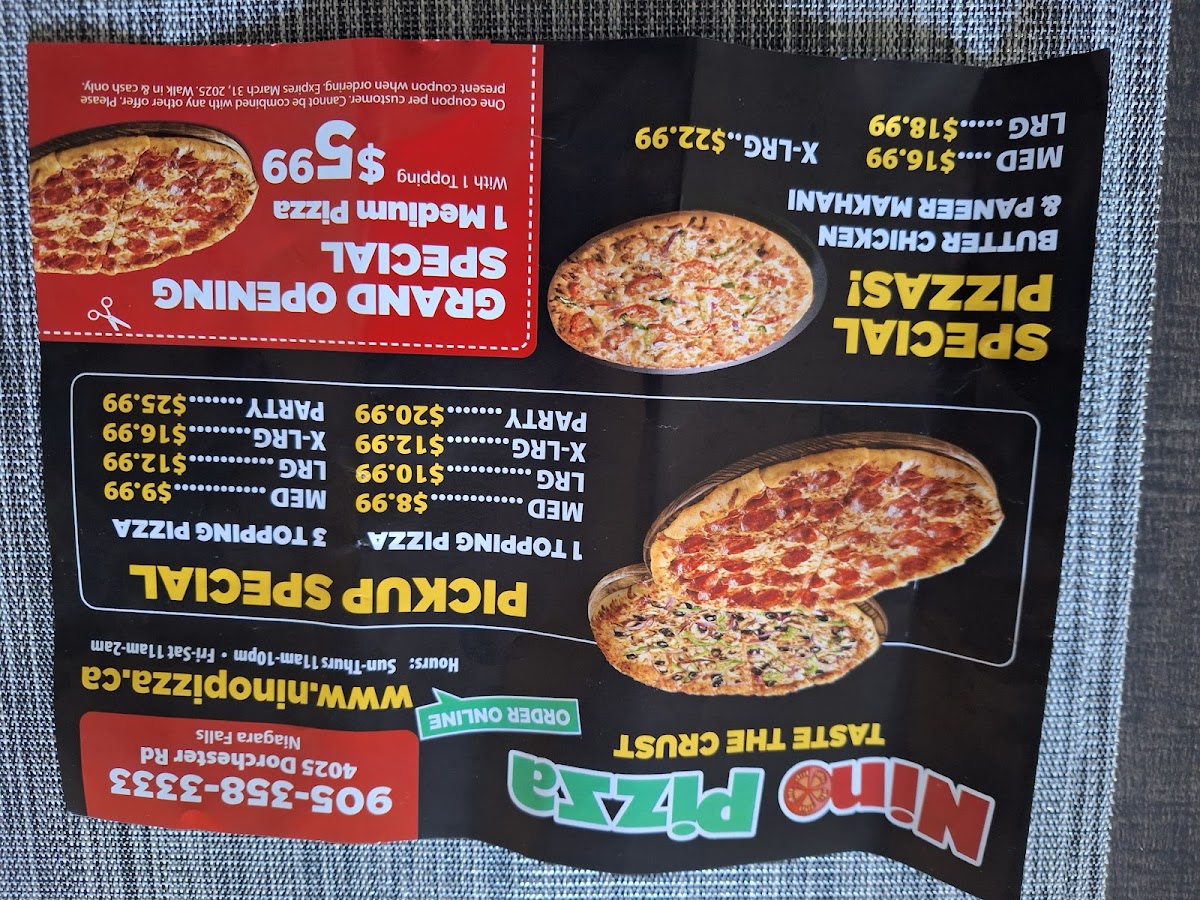 Nino Pizza
TASTE THE CRUST
ORDER ONLINE
905-358-3333
4025 Dorchester Rd
Niagara Falls
www.ninopizza.ca
Hours: Sun-Thurs 11am-10pm • Fri-Sat 11am-2am
PICKUP SPECIAL
1 TOPPING PIZZA
MED .............$8.99
LRG ..............$10.99
X-LRG..........$12.99
PARTY ........$20.99
3 TOPPING PIZZA
MED .............$9.99
LRG .............$12.99
X-LRG..........$16.99
PARTY ........$25.99
SPECIAL
PIZZAS!
BUTTER CHICKEN
& PANEER MAKHANI
MED .....$16.99
LRG ......$18.99
X-LRG..$22.99
GRAND OPENING
SPECIAL
1 Medium Pizza
With 1 Topping
$5.99
One coupon per customer. Cannot be combined with any other offer. Please
present coupon when ordering. Expires March 31, 2025. Walk in & cash only.